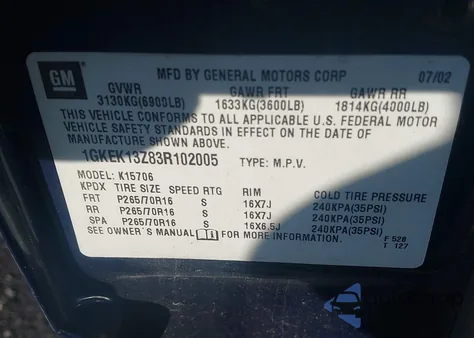 GM
MFD BY GENERAL MOTORS CORP 07/02
GVWR GAWR FRT GAWR RR
3130KG(6900LB) 1633KG(3600LB) 1814KG(4000LB)
THIS VEHICLE CONFORMS TO ALL APPLICABLE U.S. FEDERAL MOTOR
VEHICLE SAFETY STANDARDS IN EFFECT ON THE DATE OF
MANUFACTURE SHOWN ABOVE.
1GKEK13Z83R102005 TYPE: M.P.V.
MODEL: K15706
KPDX TIRE SIZE SPEED RTG RIM COLD TIRE PRESSURE
FRT P265/70R16 S 16X7J 240KPA(35PSI)
RR P265/70R16 S 16X7J 240KPA(35PSI)
SPA P265/70R16 S 16X6.5J 240KPA(35PSI)
SEE OWNER'S MANUAL FOR ADDITIONAL INFORMATION
F 528
T 127